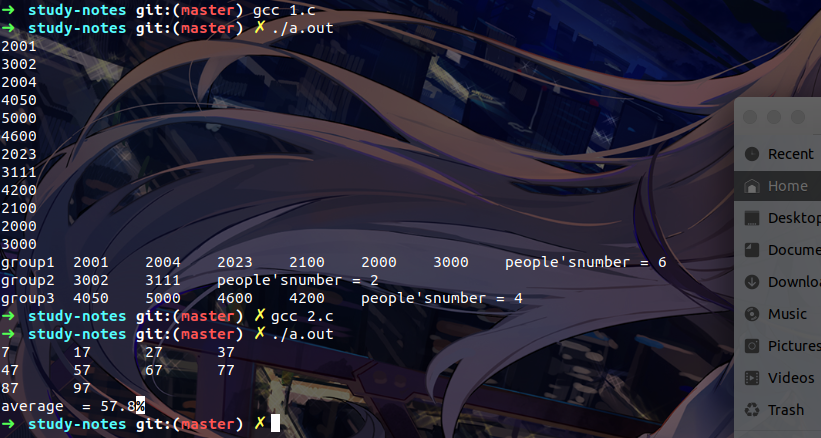 ➜ study-notes git:(master) gcc 1.c
➜ study-notes git:(master) ✗ ./a.out
2001
3002
2004
4050
5000
4600
2023
3111
4200
2100
2000
3000
group1 2001 2004 2023 2100 2000 3000 people'snumber = 6
group2 3002 3111 people'snumber = 2
group3 4050 5000 4600 4200 people'snumber = 4
➜ study-notes git:(master) ✗ gcc 2.c
➜ study-notes git:(master) ✗ ./a.out
7 17 27 37
47 57 67 77
87 97
average = 57.8%
➜ study-notes git:(master) ✗
Recent
Home
Desktop
Docume
Downloa
Music
Pictures
Videos
Trash